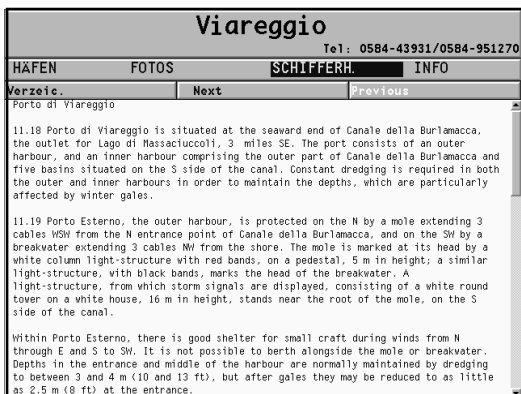 Viareggio
Tel: 0584-43931/0584-951270
HÄFEN FOTOS SCHIFFERH. INFO
Verzeic. Next Previous
Porto di Viareggio
11.18 Porto di Viareggio is situated at the seaward end of Canale della Burlamacca,
the outlet for Lago di Massaciuccoli, 3 miles SE. The port consists of an outer
harbour, and an inner harbour comprising the outer part of Canale della Burlamacca and
five basins situated on the S side of the canal. Constant dredging is required in both
the outer and inner harbours in order to maintain the depths, which are particularly
affected by winter gales.
11.19 Porto Esterno, the outer harbour, is protected on the N by a mole extending 3
cables WSW from the N entrance point of Canale della Burlamacca, and on the SW by a
breakwater extending 3 cables NW from the shore. The mole is marked at its head by a
white column light-structure with red bands, on a pedestal, 5 m in height; a similar
light-structure, with black bands, marks the head of the breakwater. A
light-structure, from which storm signals are displayed, consisting of a white round
tower on a white house, 16 m in height, stands near the root of the mole, on the S
side of the canal.
Within Porto Esterno, there is good shelter for small craft during winds from N
through E and S to SW. It is not possible to berth alongside the mole or breakwater.
Depths in the entrance and middle of the harbour are normally maintained by dredging
to between 3 and 4 m (10 and 13 ft), but after gales they may be reduced to as little
as 2.5 m (8 ft) at the entrance.